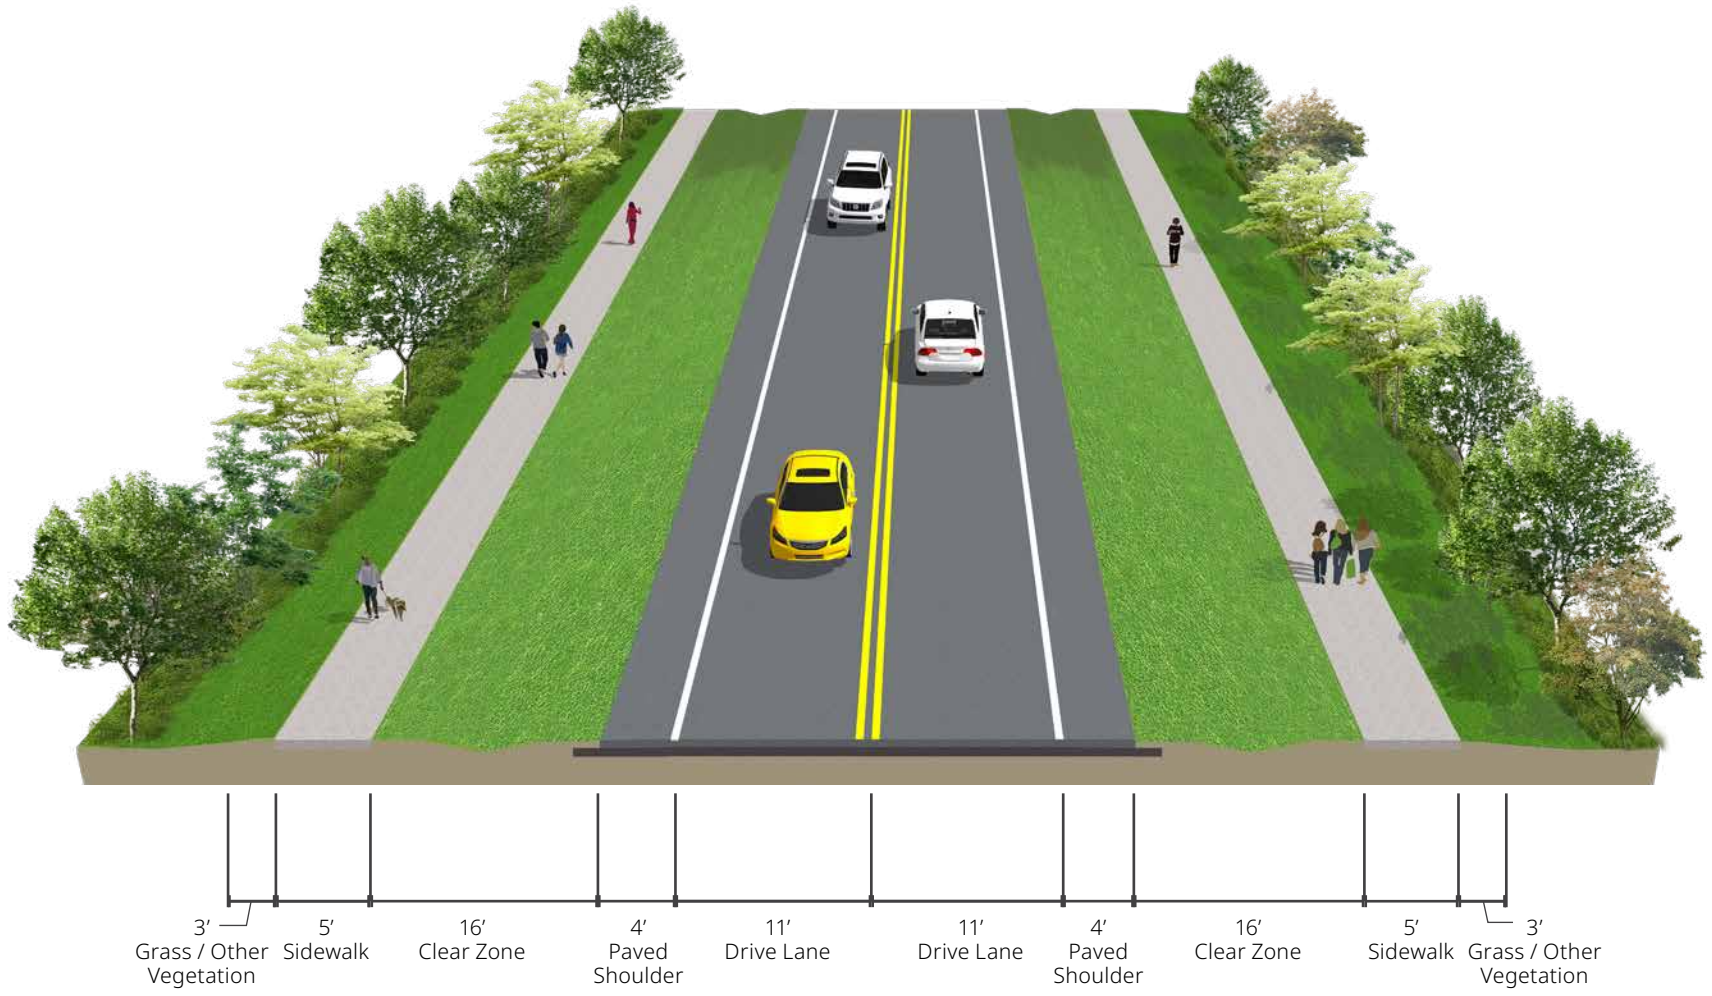 3’
Grass / Other
Vegetation
5’
Sidewalk
16’
Clear Zone
4’
Paved
Shoulder
11’
Drive Lane
11’
Drive Lane
4’
Paved
Shoulder
16’
Clear Zone
5’
Sidewalk
3’
Grass / Other
Vegetation